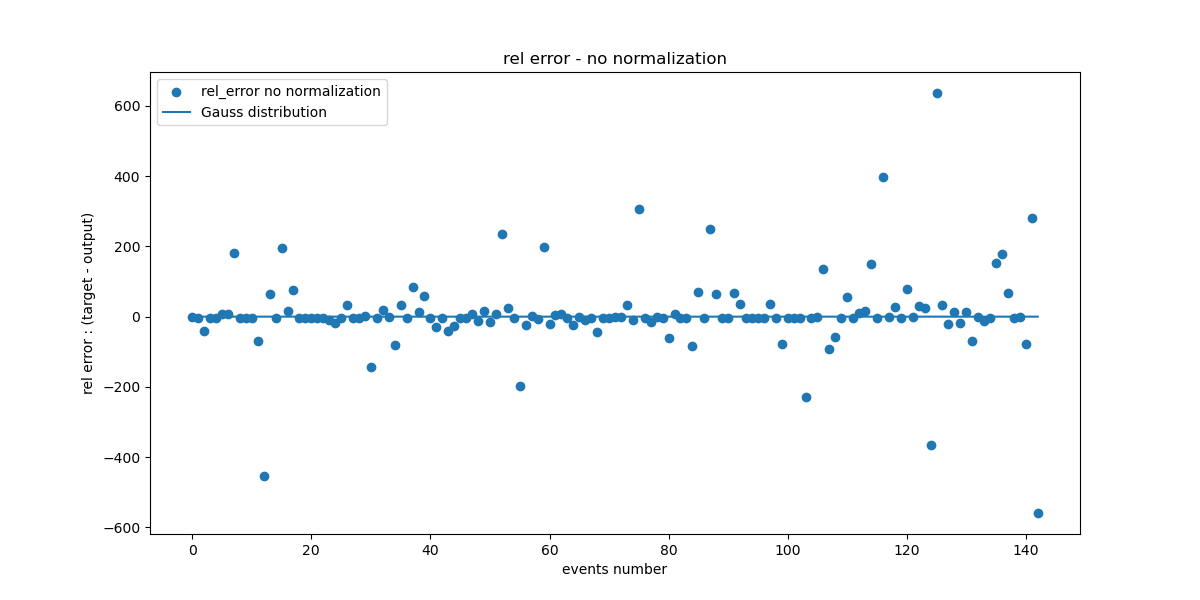 rel error - no normalization
rel_error no normalization
Gauss distribution
rel error : (target - output)
600
400
200
0
−200
−400
−600
0 20 40 60 80 100 120 140
events number